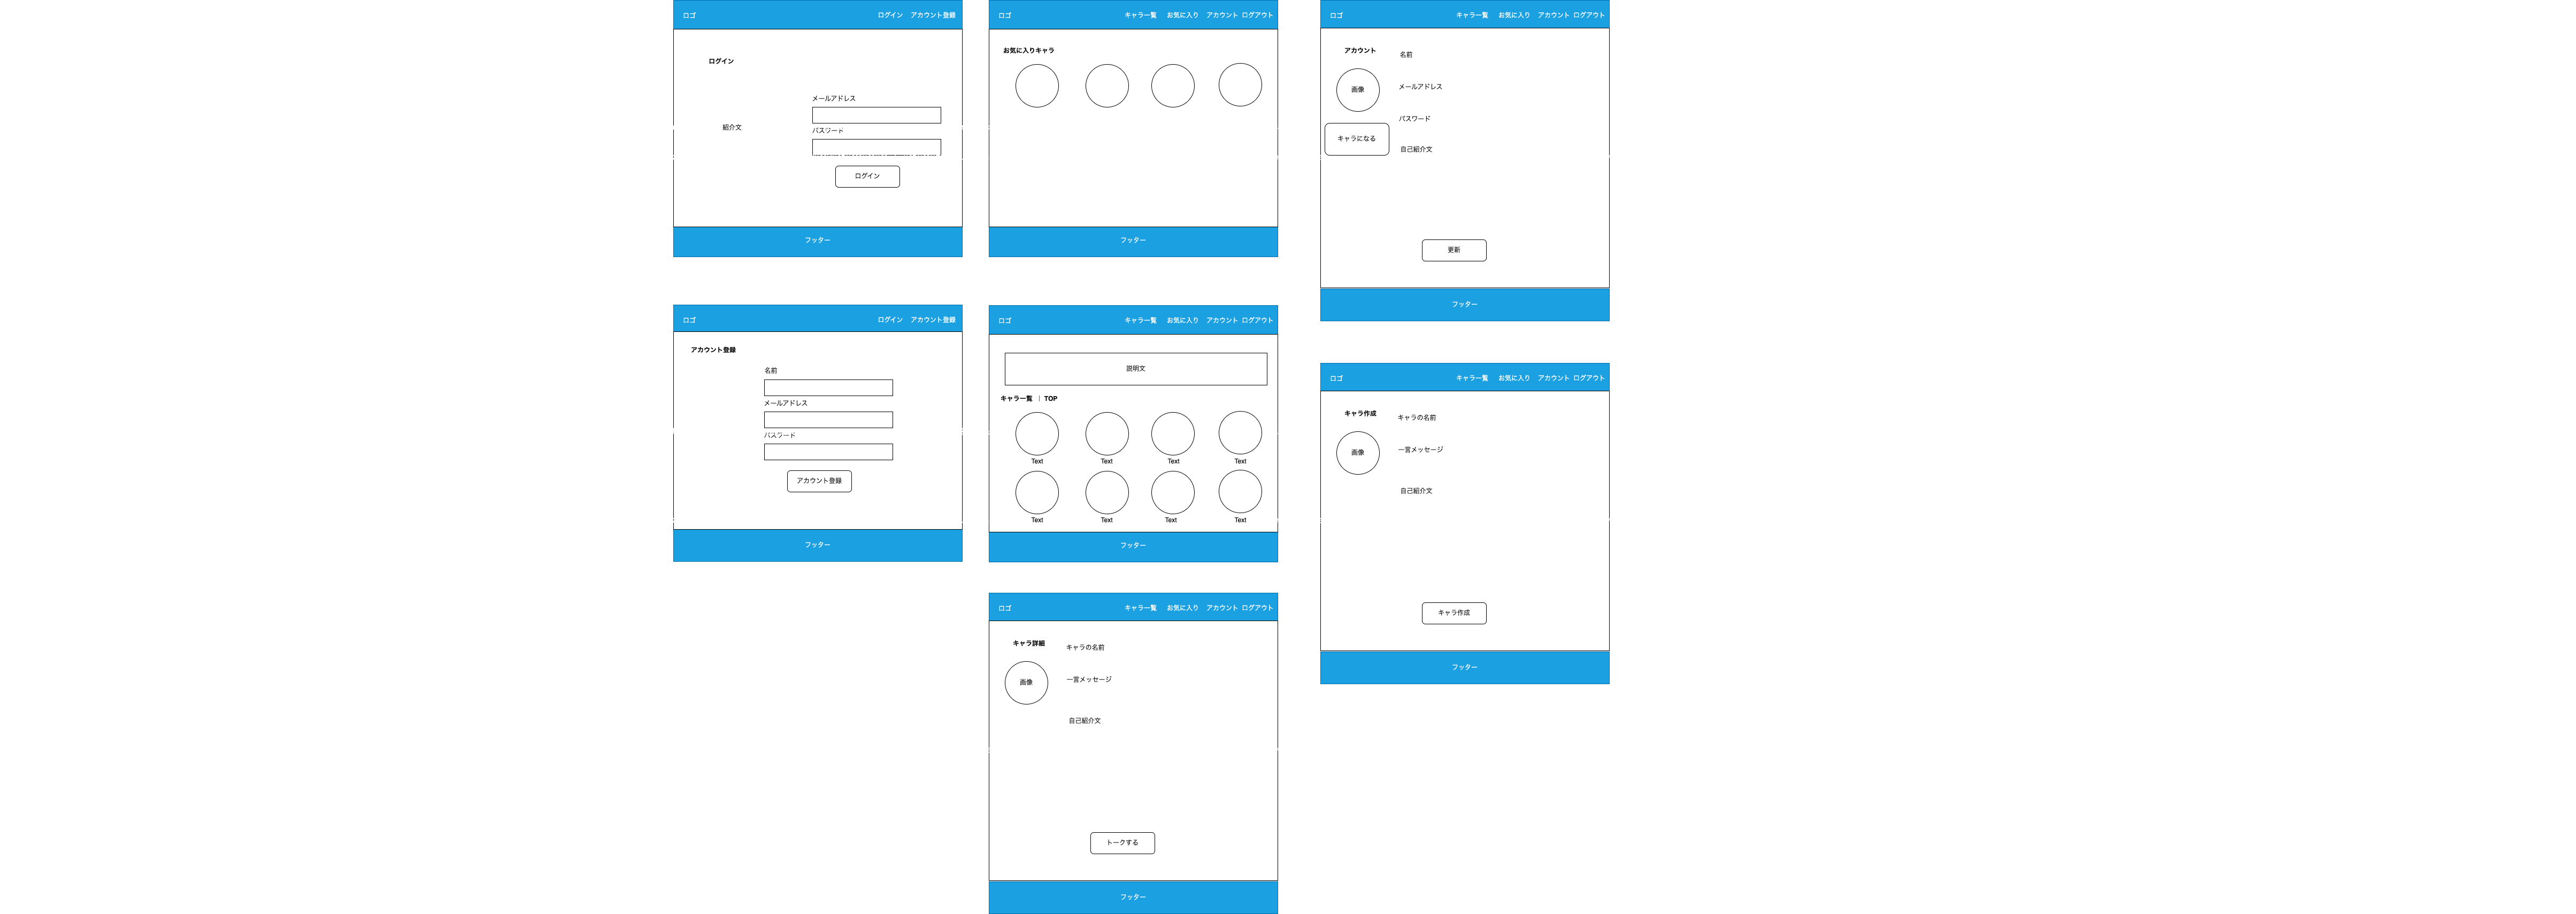 ロゴ
ログイン アカウント登録
ログイン
紹介文
メールアドレス
パスワード
ログイン
フッター
ロゴ
キャラ一覧 お気に入り アカウント ログアウト
お気に入りキャラ
フッター
ロゴ
キャラ一覧 お気に入り アカウント ログアウト
アカウント
画像
キャラになる
名前
メールアドレス
パスワード
自己紹介文
更新
フッター
ロゴ
ログイン アカウント登録
アカウント登録
名前
メールアドレス
パスワード
アカウント登録
フッター
ロゴ
キャラ一覧 お気に入り アカウント ログアウト
説明文
キャラ一覧 | TOP
Text Text Text Text
Text Text Text Text
フッター
ロゴ
キャラ一覧 お気に入り アカウント ログアウト
キャラ作成
画像
キャラの名前
一言メッセージ
自己紹介文
キャラ作成
フッター
ロゴ
キャラ一覧 お気に入り アカウント ログアウト
キャラ詳細
画像
キャラの名前
一言メッセージ
自己紹介文
トークする
フッター